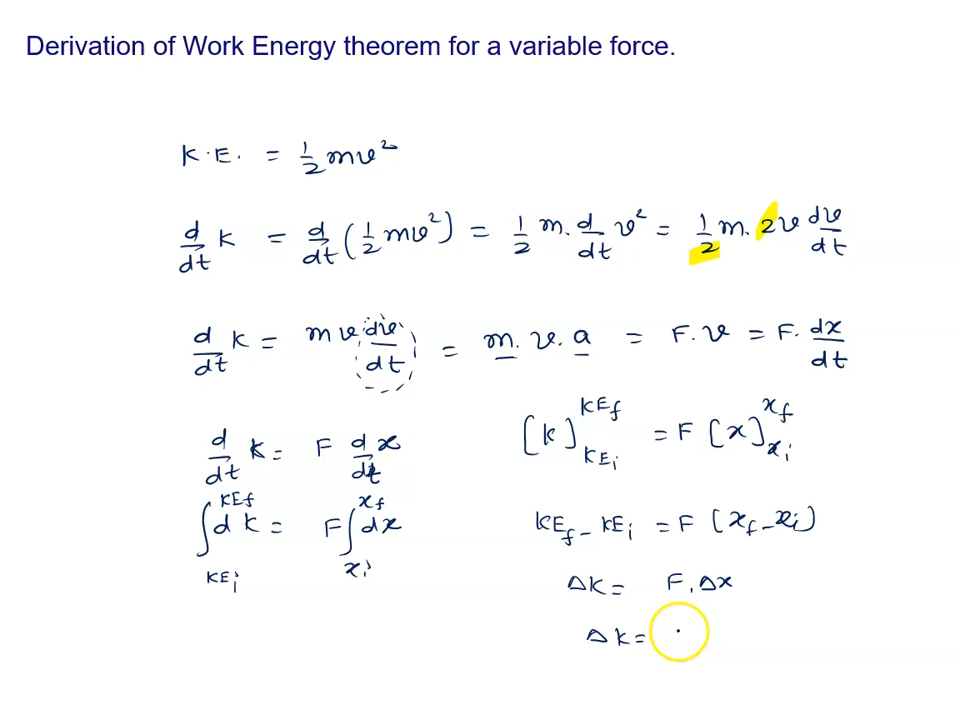 Derivation of Work Energy theorem for a variable force.
K.E. = 1/2 mv²
d/dt K = d/dt (1/2 mv²) = 1/2 m. d/dt v² = 1/2 m. 2v dv/dt
d/dt K = mv dv/dt = m. v. a = F. v = F. dx/dt
d/dt K = F d/dt x
∫_{KEi}^{KEf} dK = F ∫_{xi}^{xf} dx
[K]_{KEi}^{KEf} = F [x]_{xi}^{xf}
KEf - KEi = F (xf - xi)
ΔK = F. Δx
ΔK =